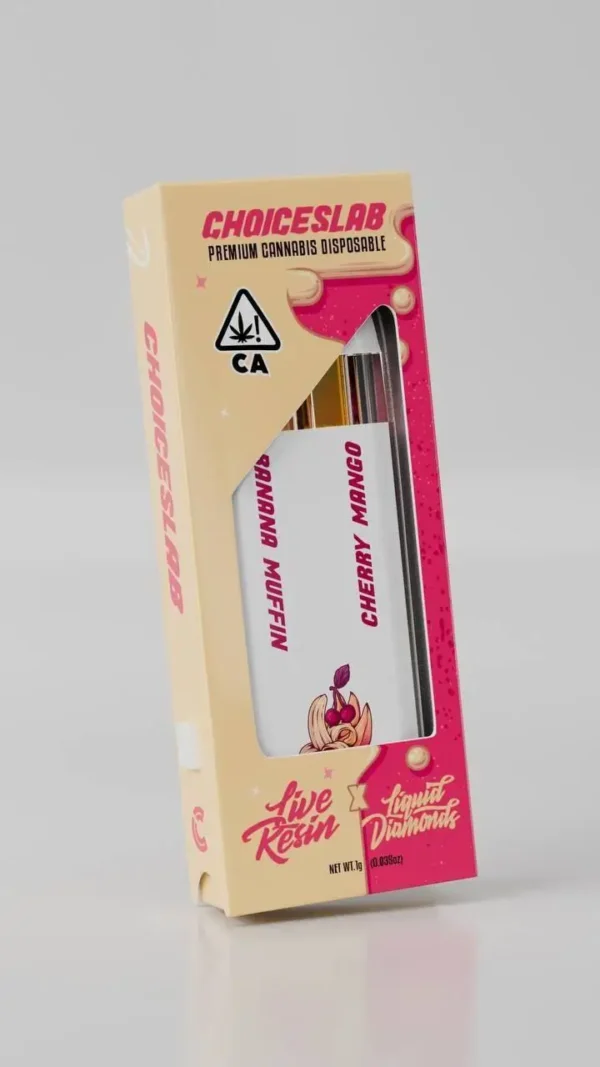 CHOICESLAB
PREMIUM CANNABIS DISPOSABLE
CA
CHOICESLAB
BANANA MUFFIN
CHERRY MANGO
Live
Resin
X
Liquid
Diamonds
NET WT. 1g (0.035oz)